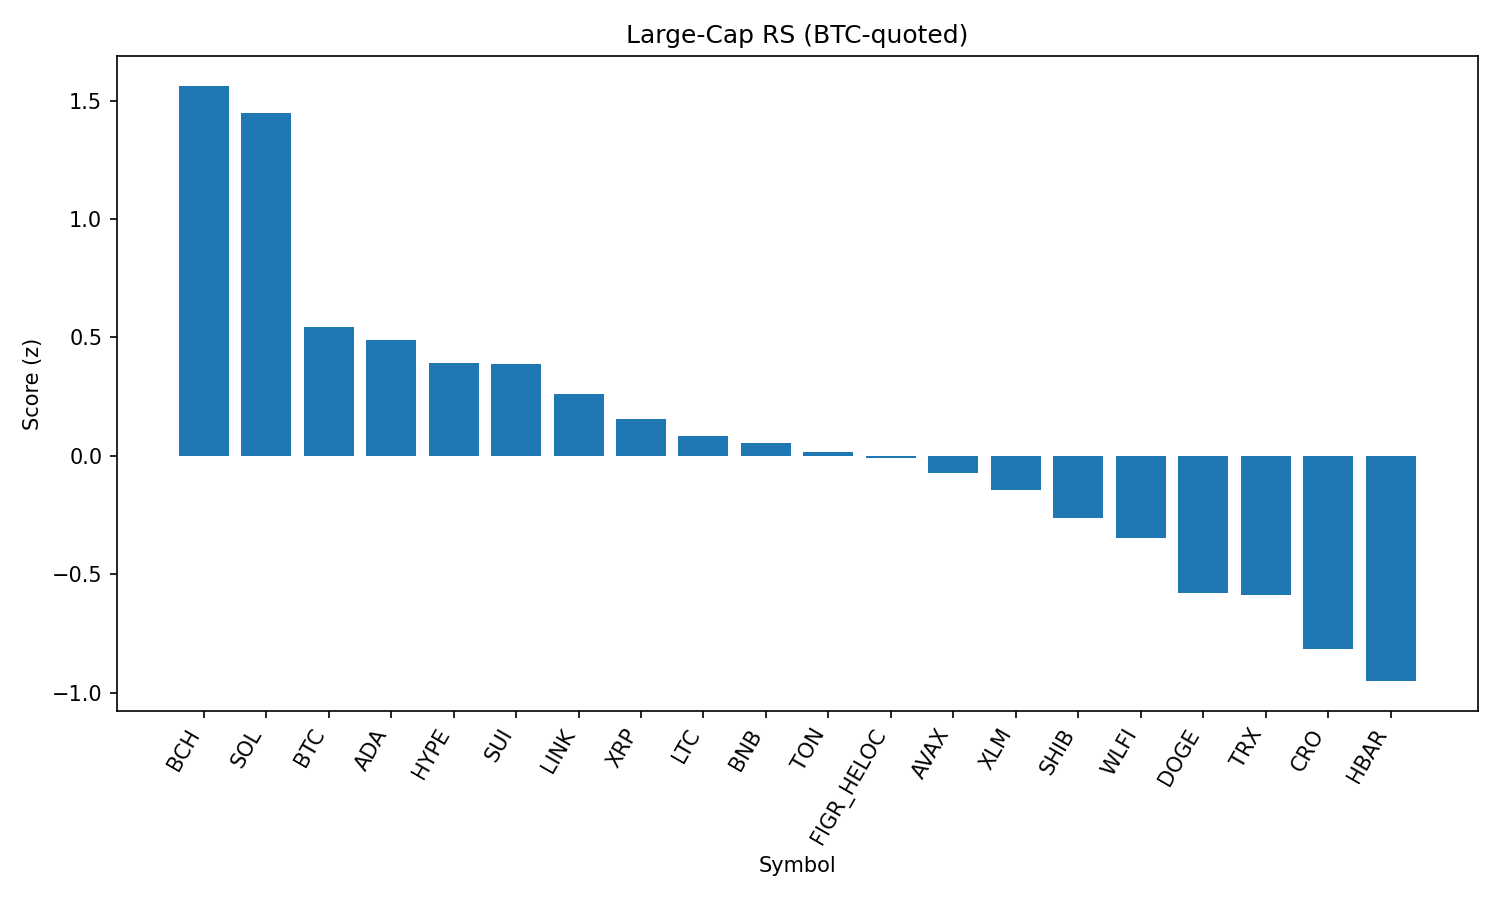 Large-Cap RS (BTC-quoted)
Score (z)
1.5
1.0
0.5
0.0
−0.5
−1.0
BCH
SOL
BTC
ADA
HYPE
SUI
LINK
XRP
LTC
BNB
TON
FIGR_HELOC
AVAX
XLM
SHIB
WLFI
DOGE
TRX
CRO
HBAR
Symbol